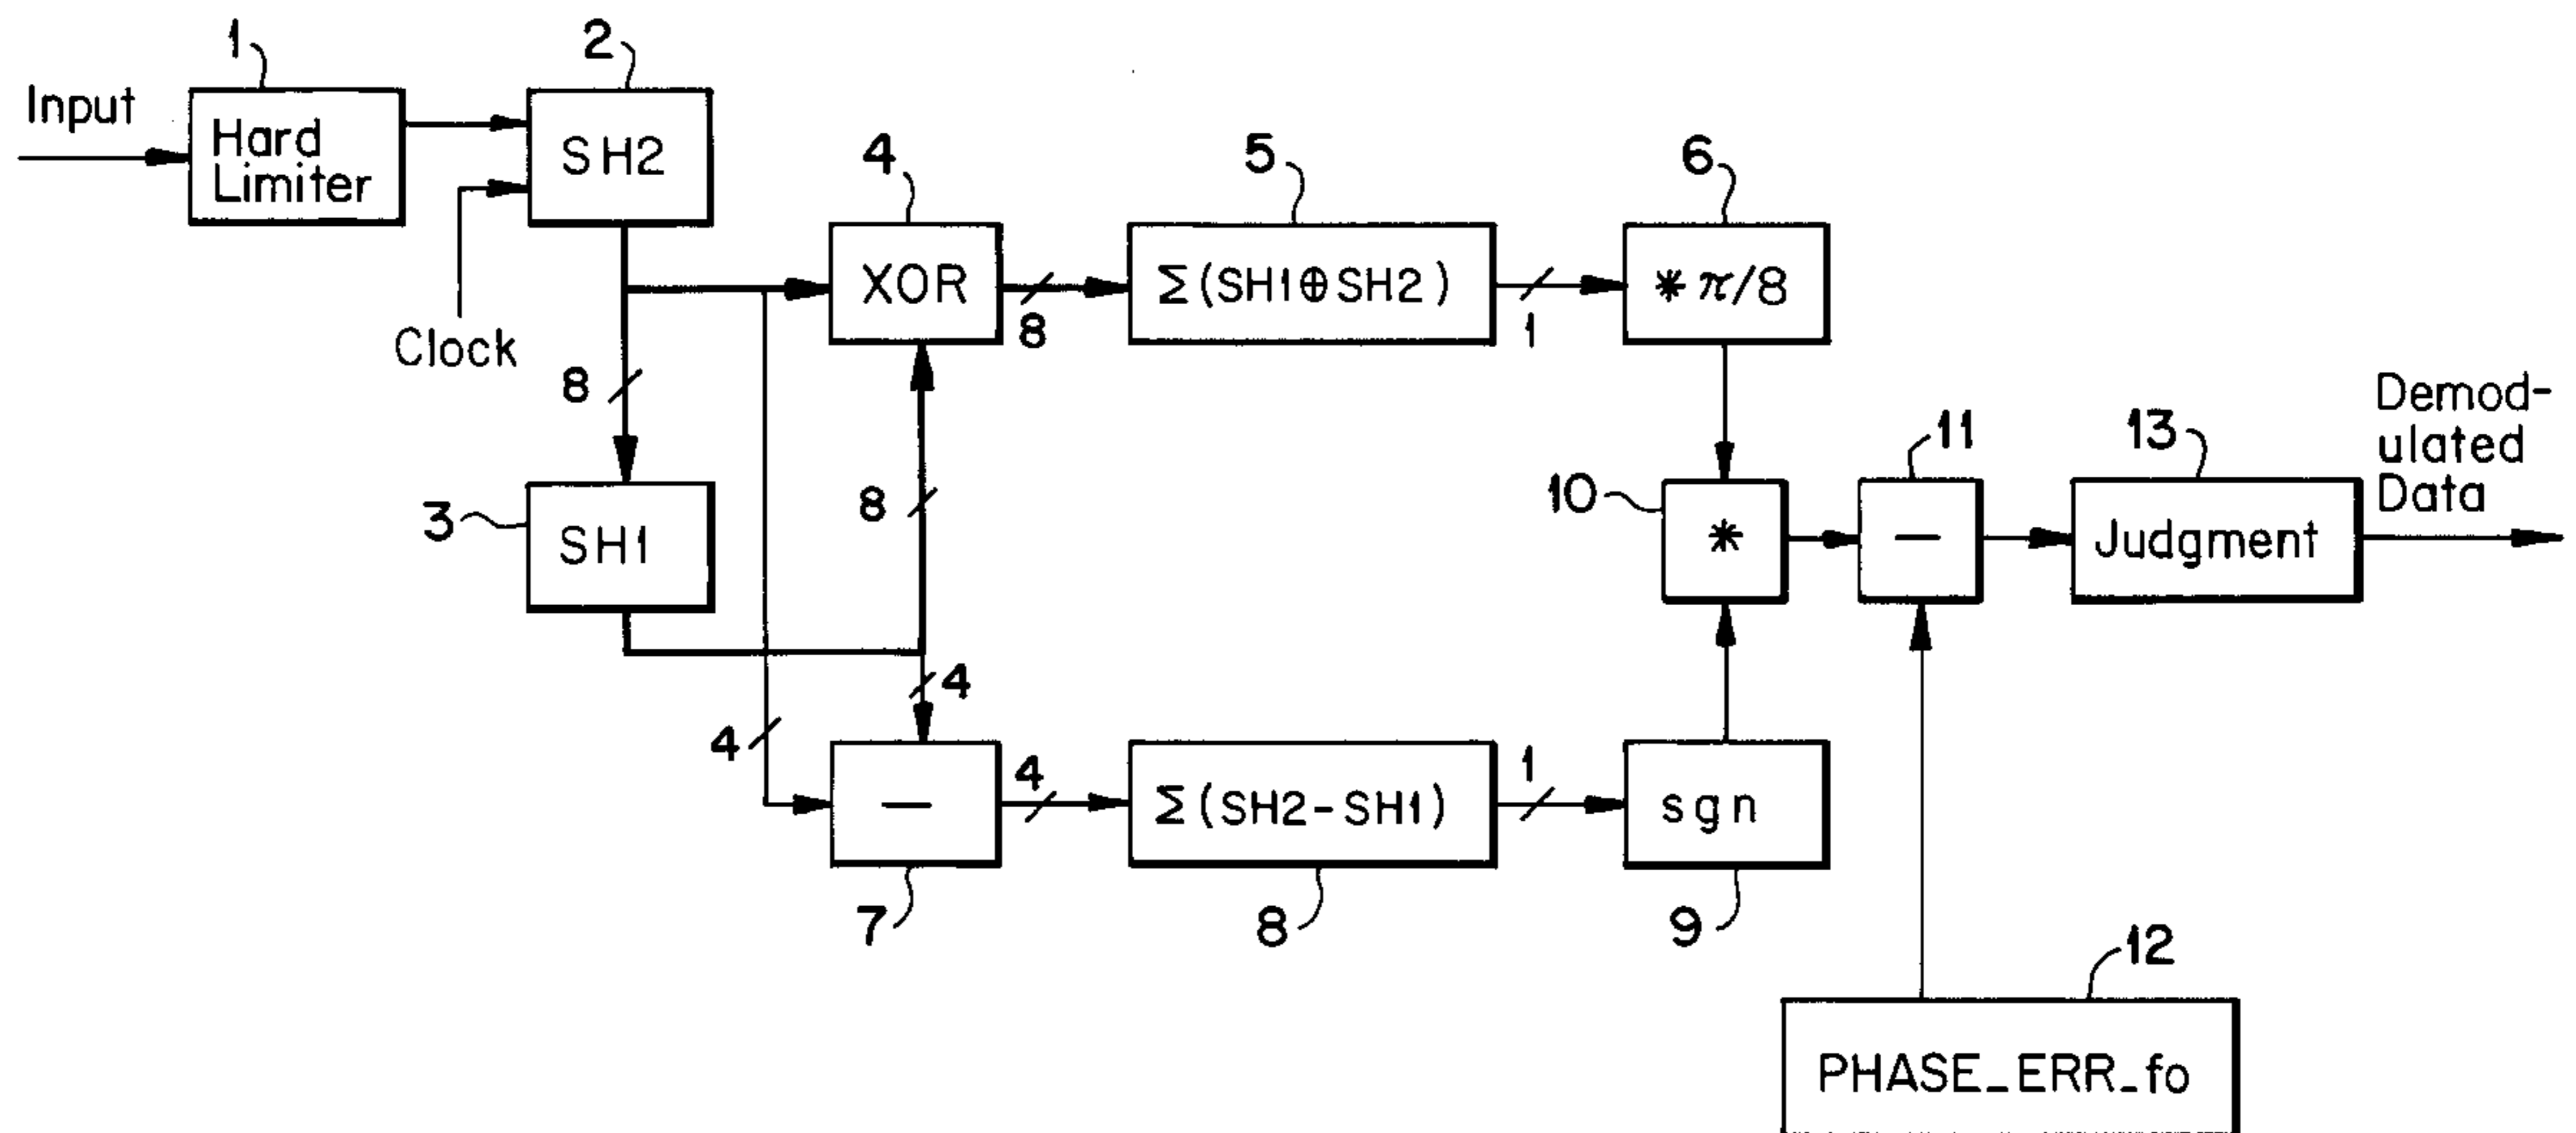 1
2
Input
Hard
Limiter
SH2
4
5
6
XOR
Σ(SH1⊕SH2)
*π/8
8
1
Clock
8
Demod-
ulated
Data
11
13
10
3
8
SH1
*
—
Judgment
4
4
4
1
—
Σ(SH2-SH1)
sgn
7
8
9
12
PHASE_ERR_fo